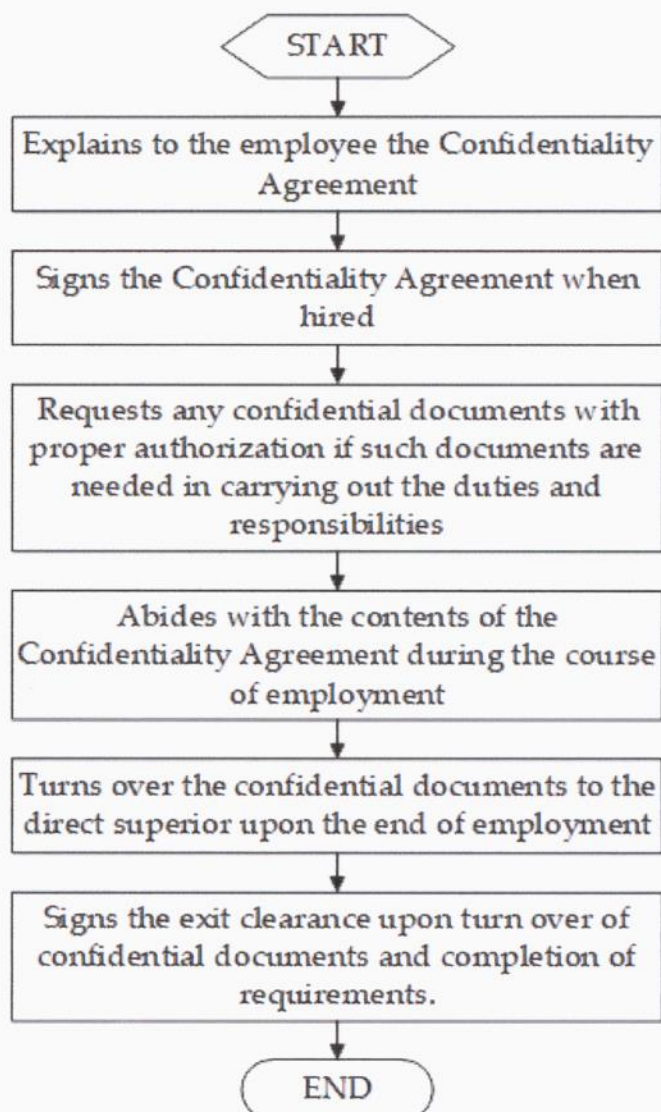 START
Explains to the employee the Confidentiality
Agreement
Signs the Confidentiality Agreement when
hired
Requests any confidential documents with
proper authorization if such documents are
needed in carrying out the duties and
responsibilities
Abides with the contents of the
Confidentiality Agreement during the course
of employment
Turns over the confidential documents to the
direct superior upon the end of employment
Signs the exit clearance upon turn over of
confidential documents and completion of
requirements.
END